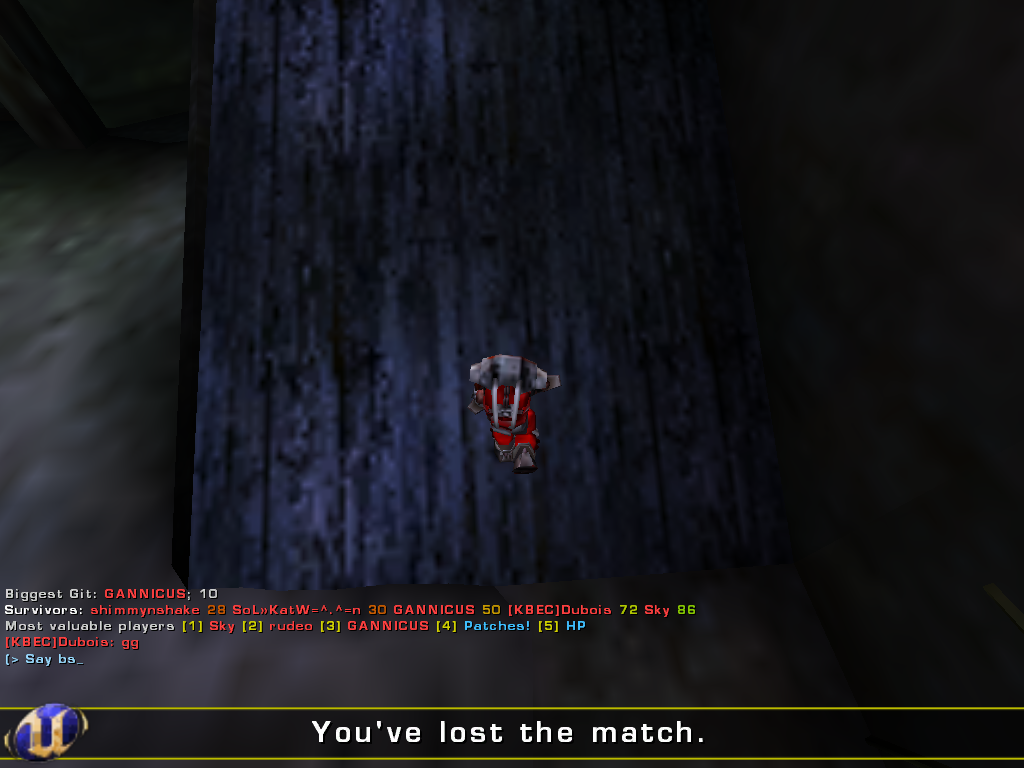 Biggest Git: GANNICUS; 10
Survivors: shimmynshake 28 SoL»KatW=^.^=n 30 GANNICUS 50 [KBEC]Dubois 72 Sky 86
Most valuable players [1] Sky [2] rudeo [3] GANNICUS [4] Patches! [5] HP
[KBEC]Dubois: gg
(> Say bs_
You've lost the match.